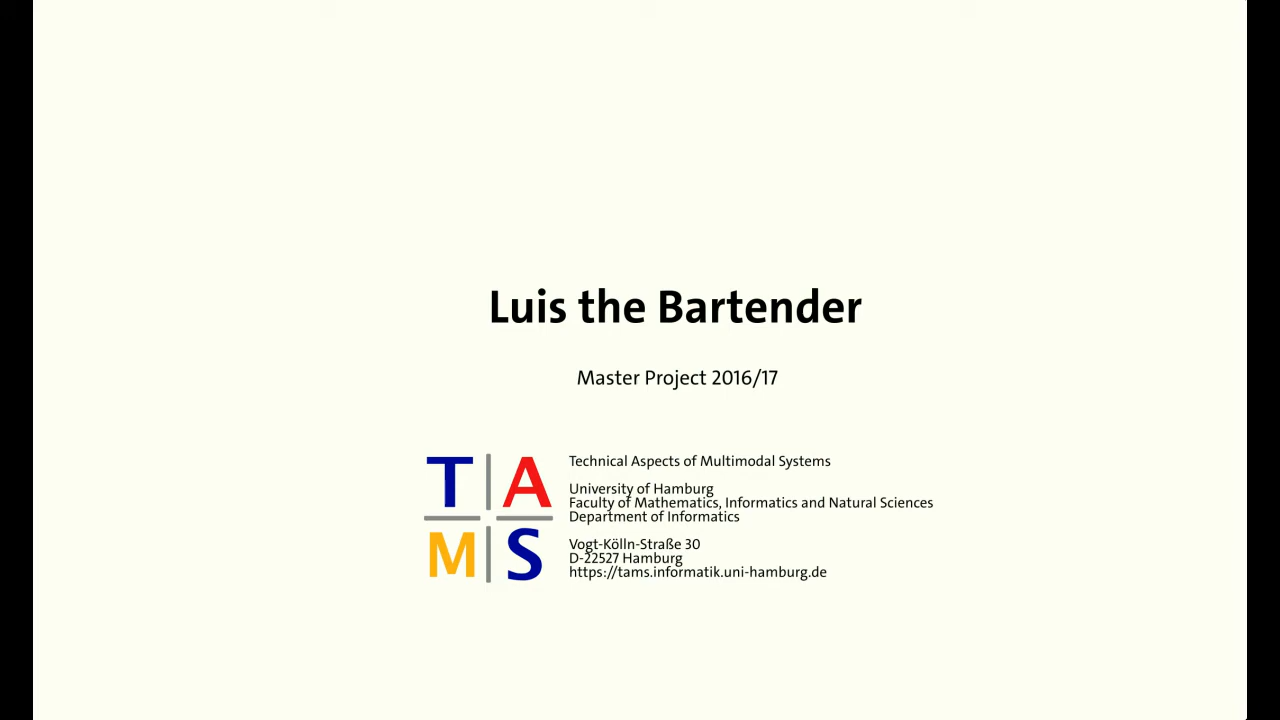 Luis the Bartender
Master Project 2016/17
T A
M S
Technical Aspects of Multimodal Systems
University of Hamburg
Faculty of Mathematics, Informatics and Natural Sciences
Department of Informatics
Vogt-Kölln-Straße 30
D-22527 Hamburg
https://tams.informatik.uni-hamburg.de